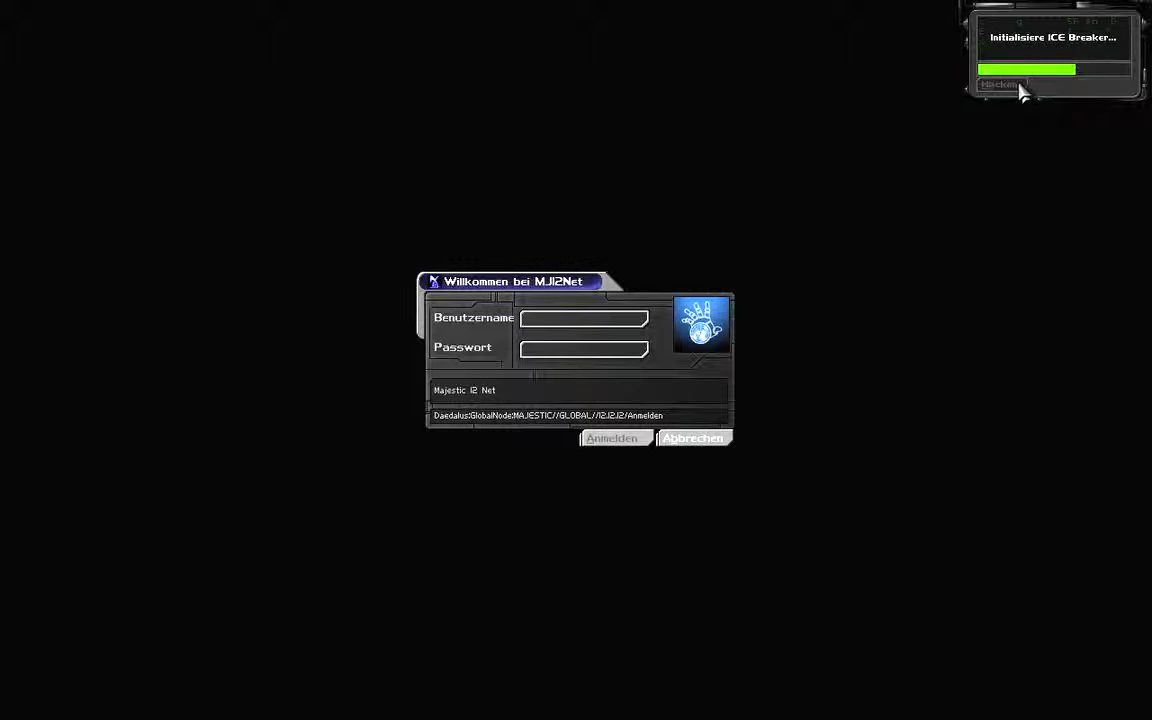 Initialisiere ICE Breaker...
Hacken
Willkommen bei MJ12Net
Benutzername
Passwort
Majestic 12 Net
Daedalus:GlobalNode:MAJESTIC//GLOBAL//12.12.12/Anmelden
Anmelden
Abbrechen